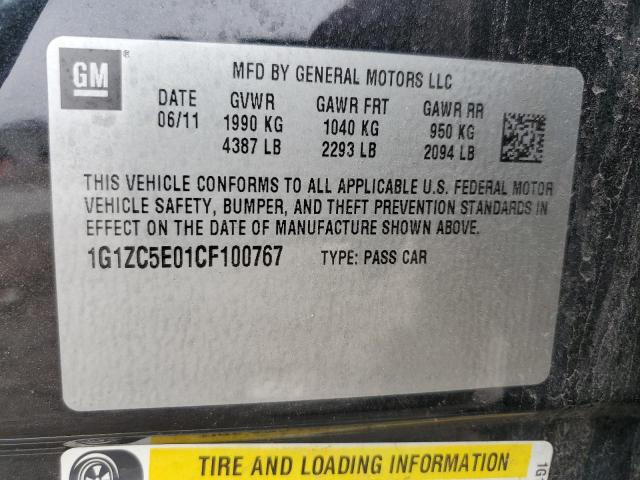 GM
®
MFD BY GENERAL MOTORS LLC
DATE GVWR GAWR FRT GAWR RR
06/11 1990 KG 1040 KG 950 KG
4387 LB 2293 LB 2094 LB
THIS VEHICLE CONFORMS TO ALL APPLICABLE U.S. FEDERAL MOTOR
VEHICLE SAFETY, BUMPER, AND THEFT PREVENTION STANDARDS IN
EFFECT ON THE DATE OF MANUFACTURE SHOWN ABOVE.
1G1ZC5E01CF100767 TYPE: PASS CAR
TIRE AND LOADING INFORMATION
1G